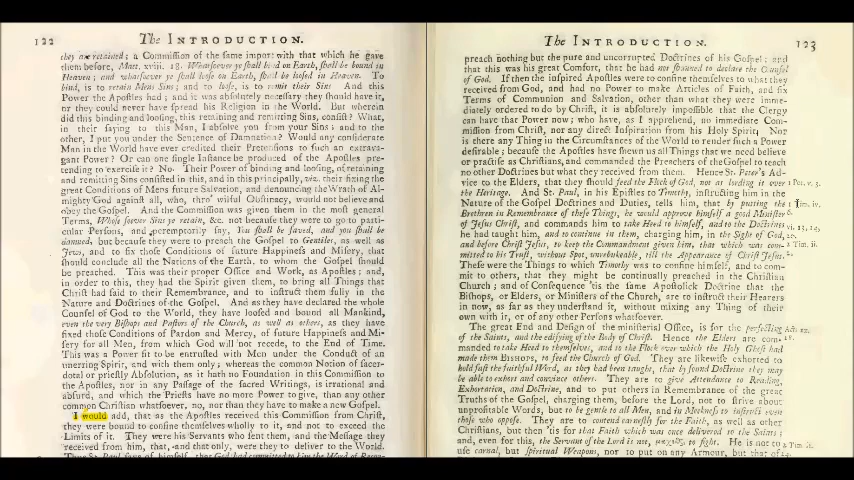 122 The INTRODUCTION.
they are retained; a Commission of the same import with that which he gave
them before, Matt. xviii. 18. Whatsoever ye shall bind on Earth, shall be bound in
Heaven; and whatsoever ye shall loose on Earth, shall be loosed in Heaven. To
bind, is to retain Mens Sins; and to loose, is to remit their Sins. And this
Power the Apostles had; and it was absolutely necessary they should have it,
or they could never have spread his Religion in the World. But wherein
did this binding and loosing, this retaining and remitting Sins, consist? What,
in their saying to this Man, I absolve you from your Sins; and to the
other, I put you under the Sentence of Damnation? Would any considerate
Man in the World have ever credited their Pretensions to such an extrava-
gant Power? Or can one single Instance be produced of the Apostles pre-
tending to exercise it? No. Their Power of binding and loosing, of retaining
and remitting Sins consisted in this, and in this principally, viz. their fixing the
great Conditions of Mens future Salvation, and denouncing the Wrath of Al-
mighty God against all, who, thro' wilful Obstinacy, would not believe and
obey the Gospel. And the Commission was given them in the most general
Terms, Whose soever Sins ye retain, &c. not because they were to go to parti-
cular Persons, and peremptorily say, You shall be saved, and you shall be
damned, but because they were to preach the Gospel to Gentiles, as well as
Jews, and to fix those Conditions of future Happiness and Misery, that
should conclude all the Nations of the Earth, to whom the Gospel should
be preached. This was their proper Office and Work, as Apostles; and,
in order to this, they had the Spirit given them, to bring all Things that
Christ had said to their Remembrance, and to instruct them fully in the
Nature and Doctrines of the Gospel. And as they have declared the whole
Counsel of God to the World, they have loosed and bound all Mankind,
even the very Bishops and Pastors of the Church, as well as others, as they have
fixed those Conditions of Pardon and Mercy, of future Happiness and Mi-
sery for all Men, from which God will not recede, to the End of Time.
This was a Power fit to be entrusted with Men under the Conduct of an
unerring Spirit, and with them only; whereas the common Notion of sacer-
dotal or priestly Absolution, as it hath no Foundation in this Commission to
the Apostles, nor in any Passage of the sacred Writings, is irrational and
absurd, and which the Priests have no more Power to give, than any other
common Christian whatsoever, no, nor than they have to make a new Gospel.
I would add, that as the Apostles received this Commission from Christ,
they were bound to confine themselves wholly to it, and not to exceed the
Limits of it. They were his Servants who sent them, and the Message they
received from him, that, and that only, were they to deliver to the World.
Thus St. Paul says of himself, that God had committed to him the Word of Recon-
The INTRODUCTION. 123
preach nothing but the pure and uncorrupted Doctrines of his Gospel; and
that this was his great Comfort, that he had not shunned to declare the Counsel
of God. If then the inspired Apostles were to confine themselves to what they
received from God, and had no Power to make Articles of Faith, and fix
Terms of Communion and Salvation, other than what they were imme-
diately ordered to do by Christ, it is absolutely impossible that the Clergy
can have that Power now; who have, as I apprehend, no immediate Com-
mission from Christ, nor any direct Inspiration from his Holy Spirit. Nor
is there any Thing in the Circumstances of the World to render such a Power
desirable; because the Apostles have shewn us all Things that we need believe
or practise as Christians, and commanded the Preachers of the Gospel to teach
no other Doctrines but what they received from them. Hence St. Peter's Ad-
vice to the Elders, that they should feed the Flock of God, not as lording it over 1 Pet. v. 3.
the Heritage. And St. Paul, in his Epistles to Timothy, instructing him in the
Nature of the Gospel Doctrines and Duties, tells him, that by putting the 1 Tim. iv.
Brethren in Remembrance of these Things, he would approve himself a good Minister 6.
of Jesus Christ, and commands him to take Heed to himself, and to the Doctrines vi. 13,
he had taught him, and to continue in them, charging him, in the Sight of God, 20.
and before Christ Jesus, to keep the Commandment given him, that which was com- 2 Tim. ii.
mitted to his Trust, without Spot, unrebukeable, till the Appearance of Christ Jesus. 2.
These were the Things to which Timothy was to confine himself, and to com-
mit to others, that they might be continually preached in the Christian
Church; and of Consequence 'tis the same Apostolick Doctrine that the
Bishops, or Elders, or Ministers of the Church, are to instruct their Hearers
in now, as far as they understand it, without mixing any Thing of their
own with it, or of any other Persons whatsoever.
The great End and Design of the ministerial Office, is for the perfecting
of the Saints, and the edifying of the Body of Christ. Hence the Elders are com-
manded to take Heed to themselves, and to the Flock over which the Holy Ghost had
made them BISHOPS, to feed the Church of God. They are likewise exhorted to
hold fast the faithful Word, as they had been taught, that by sound Doctrine they may
be able to exhort and convince others. They are to give Attendance to Reading,
Exhortation, and Doctrine, and to put others in Remembrance of the great
Truths of the Gospel, charging them, before the Lord, not to strive about
unprofitable Words, but to be gentle to all Men, and in Meekness to instruct even
those who oppose. They are to contend earnestly for the Faith, as well as other
Christians, but then 'tis for that Faith which was once delivered to the Saints;
and, even for this, the Servant of the Lord is not, to fight. He is not to 2 Tim. ii.
use carnal, but spiritual Weapons, nor to put on any Armour, but that of